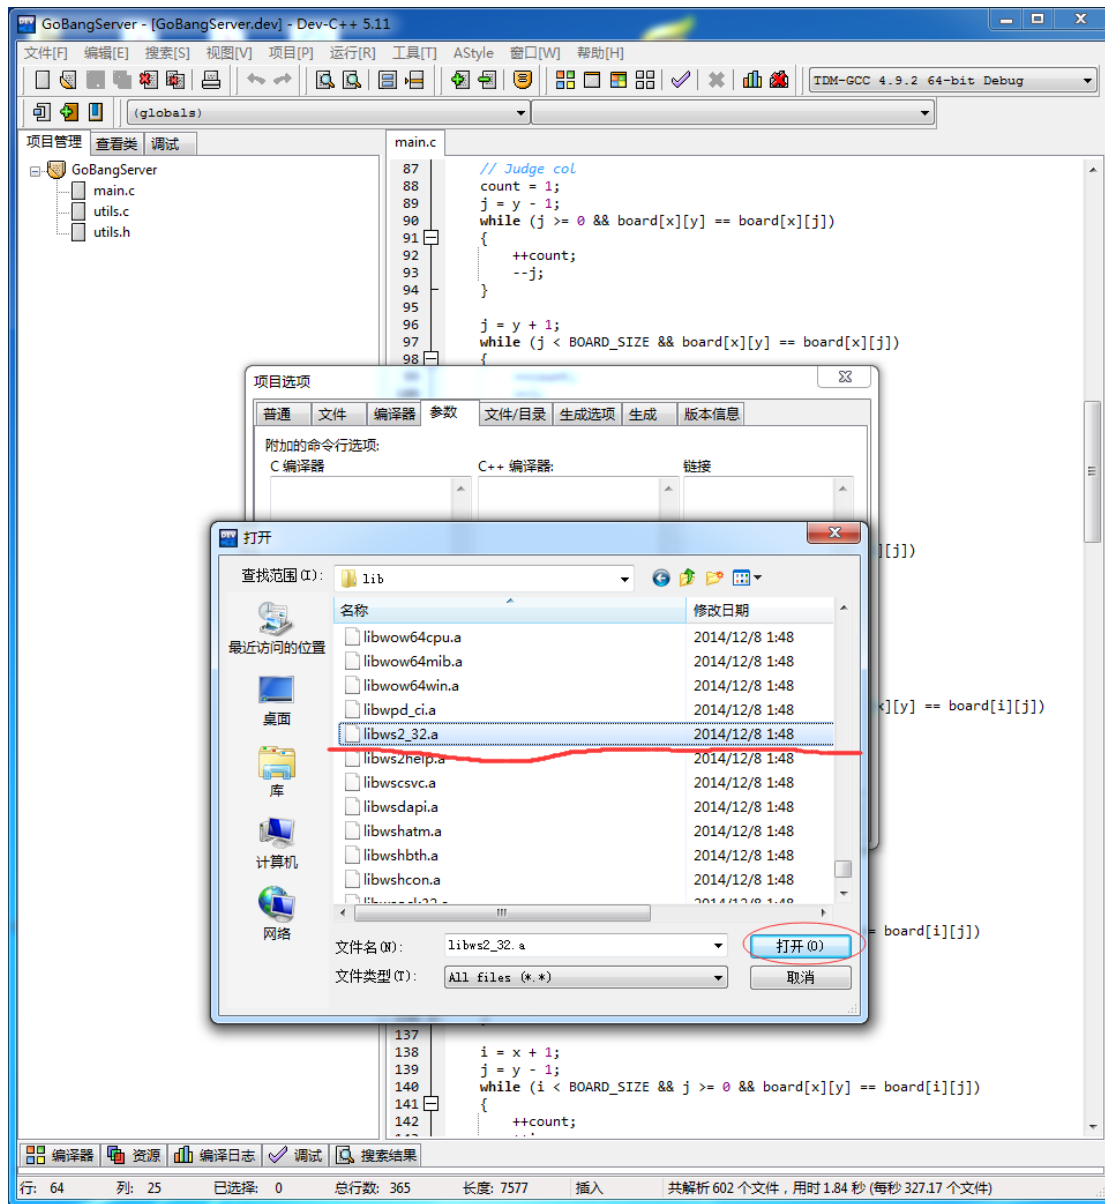 GoBangServer - [GoBangServer.dev] - Dev-C++ 5.11
文件[F] 编辑[E] 搜索[S] 视图[V] 项目[P] 运行[R] 工具[T] AStyle 窗口[W] 帮助[H]
TDM-GCC 4.9.2 64-bit Debug
(globals)
项目管理 查看类 调试
main.c
GoBangServer
main.c
utils.c
utils.h
87 // Judge col
88 count = 1;
89 j = y - 1;
90 while (j >= 0 && board[x][y] == board[x][j])
91 {
92 ++count;
93 --j;
94 }
95
96 j = y + 1;
97 while (j < BOARD_SIZE && board[x][y] == board[x][j])
98 {
项目选项
普通 文件 编译器 参数 文件/目录 生成选项 生成 版本信息
附加的命令行选项:
C 编译器 C++ 编译器: 链接
打开
][j])
查找范围(I): lib
名称 修改日期
libwow64cpu.a 2014/12/8 1:48
libwow64mib.a 2014/12/8 1:48
libwow64win.a 2014/12/8 1:48
libwpd_ci.a 2014/12/8 1:48
[y] == board[i][j])
libws2_32.a 2014/12/8 1:48
libws2help.a 2014/12/8 1:48
libwscsvc.a 2014/12/8 1:48
libwsdapi.a 2014/12/8 1:48
libwshatm.a 2014/12/8 1:48
libwshbth.a 2014/12/8 1:48
libwshcon.a 2014/12/8 1:48
最近访问的位置
桌面
库
计算机
网络
文件名(N): libws2_32.a 打开(O)
= board[i][j])
文件类型(T): All files (*.*) 取消
137
138 i = x + 1;
139 j = y - 1;
140 while (i < BOARD_SIZE && j >= 0 && board[x][y] == board[i][j])
141 {
142 ++count;
编译器 资源 编译日志 调试 搜索结果
行: 64 列: 25 已选择: 0 总行数: 365 长度: 7577 插入 共解析 602 个文件，用时 1.84 秒 (每秒 327.17 个文件)